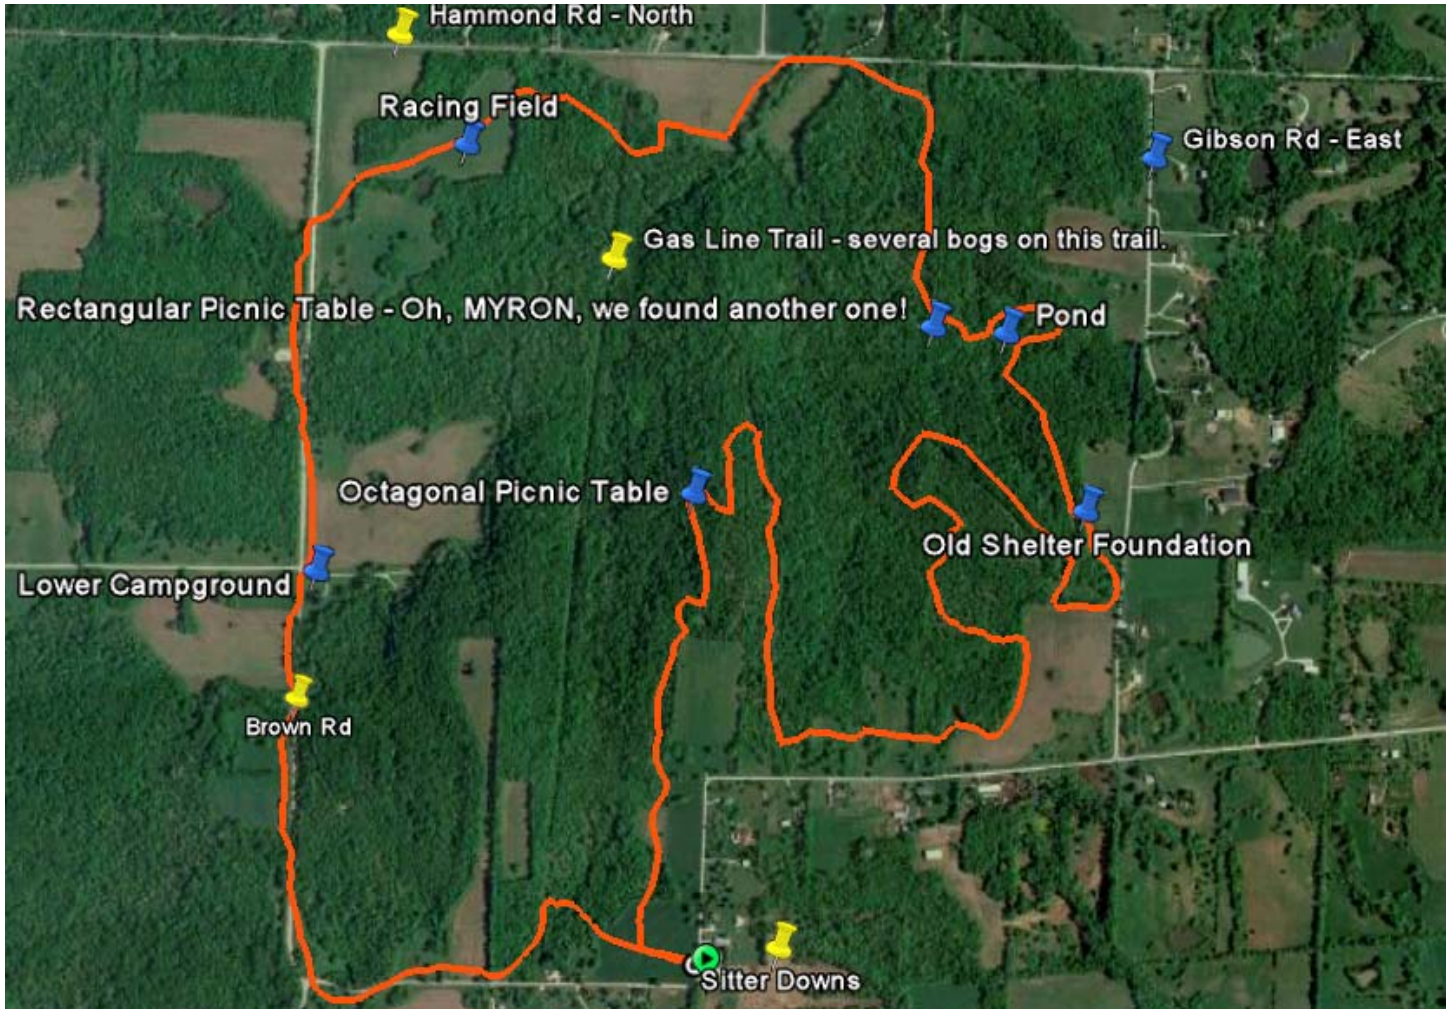 Hammond Rd - North
Racing Field
Gibson Rd - East
Gas Line Trail - several bogs on this trail.
Rectangular Picnic Table - Oh, MYRON, we found another one!
Pond
Octagonal Picnic Table
Old Shelter Foundation
Lower Campground
Brown Rd
Sitter Downs